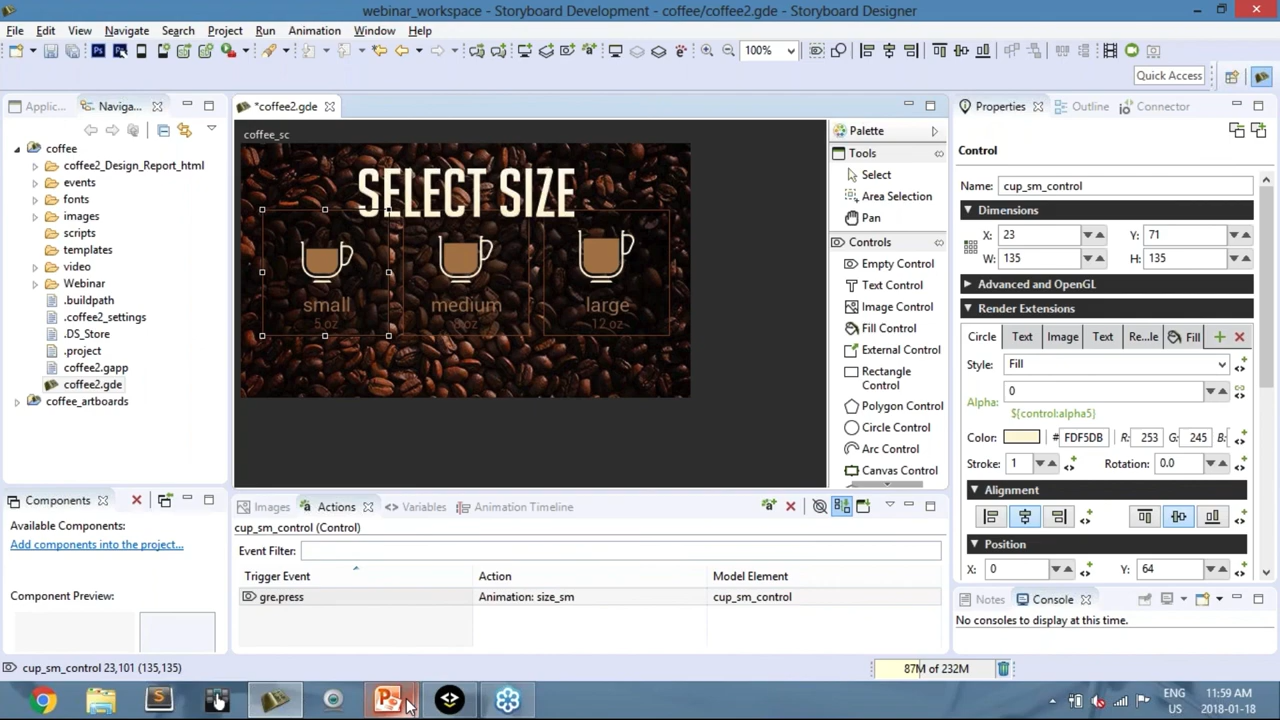 webinar_workspace - Storyboard Development - coffee/coffee2.gde - Storyboard Designer
File Edit View Navigate Search Project Run Animation Window Help
100%
Quick Access
Applic... Naviga... *coffee2.gde Properties Outline Connector
coffee
coffee2_Design_Report_html
events
fonts
images
scripts
templates
video
Webinar
.buildpath
.coffee2_settings
.DS_Store
.project
coffee2.gapp
coffee2.gde
coffee_artboards
coffee_sc
SELECT SIZE
small medium large
5 oz 8 oz 12 oz
Palette
Tools
Select
Area Selection
Pan
Controls
Empty Control
Text Control
Image Control
Fill Control
External Control
Rectangle
Control
Polygon Control
Circle Control
Arc Control
Canvas Control
Control
Name: cup_sm_control
Dimensions
X: 23 Y: 71
W: 135 H: 135
Advanced and OpenGL
Render Extensions
Circle Text Image Text Re...le Fill
Style: Fill
Alpha: 0
${control:alpha5}
Color: # FDF5DB R: 253 G: 245 B:
Stroke: 1 Rotation: 0.0
Alignment
Position
X: 0 Y: 64
Components
Available Components:
Add components into the project...
Component Preview:
Images Actions Variables Animation Timeline
cup_sm_control (Control)
Event Filter:
Trigger Event Action Model Element
gre.press Animation: size_sm cup_sm_control
Notes Console
No consoles to display at this time.
cup_sm_control 23,101 (135,135)
87M of 232M
ENG
US
11:59 AM
2018-01-18